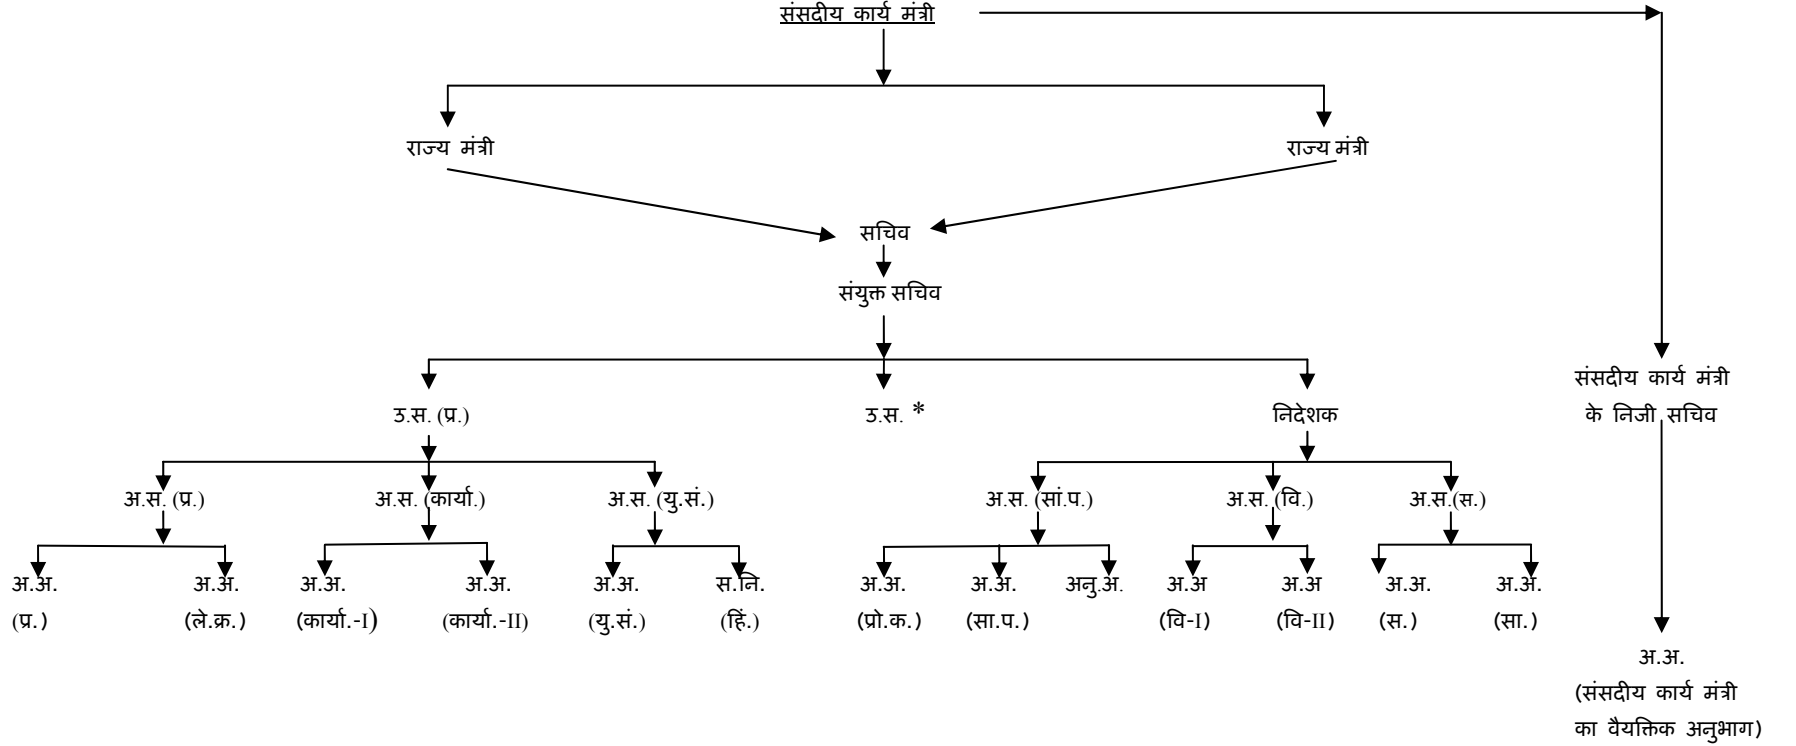 संसदीय कार्य मंत्री
राज्य मंत्री
राज्य मंत्री
सचिव
संयुक्त सचिव
संसदीय कार्य मंत्री
के निजी सचिव
उ.स. (प्र.)
उ.स. *
निदेशक
अ.स. (प्र.)
अ.स. (कार्या.)
अ.स. (यु.सं.)
अ.स. (सां.प.)
अ.स. (वि.)
अ.स.(स.)
अ.अ.
(प्र.)
अ.अ.
(ले.क्र.)
अ.अ.
(कार्या.-I)
अ.अ.
(कार्या.-II)
अ.अ.
(यु.सं.)
स.नि.
(हिं.)
अ.अ.
(प्रो.क.)
अ.अ.
(सा.प.)
अनु.अ.
अ.अ
(वि-I)
अ.अ
(वि-II)
अ.अ.
(स.)
अ.अ.
(सा.)
अ.अ.
(संसदीय कार्य मंत्री
का वैयक्तिक अनुभाग)